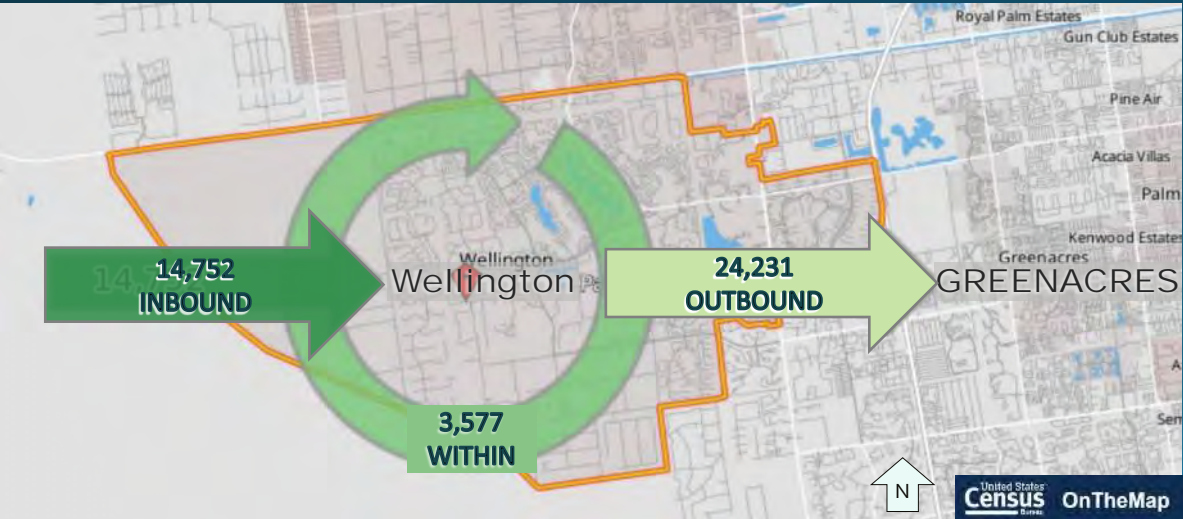 Royal Palm Estates
Gun Club Estates
Pine Air
Acacia Villas
Palm
Kenwood Estates
Wellington
Greenacres
14,752
INBOUND
Wellington
24,231
OUTBOUND
GREENACRES
3,577
WITHIN
N
United States
Census
Bureau
OnTheMap